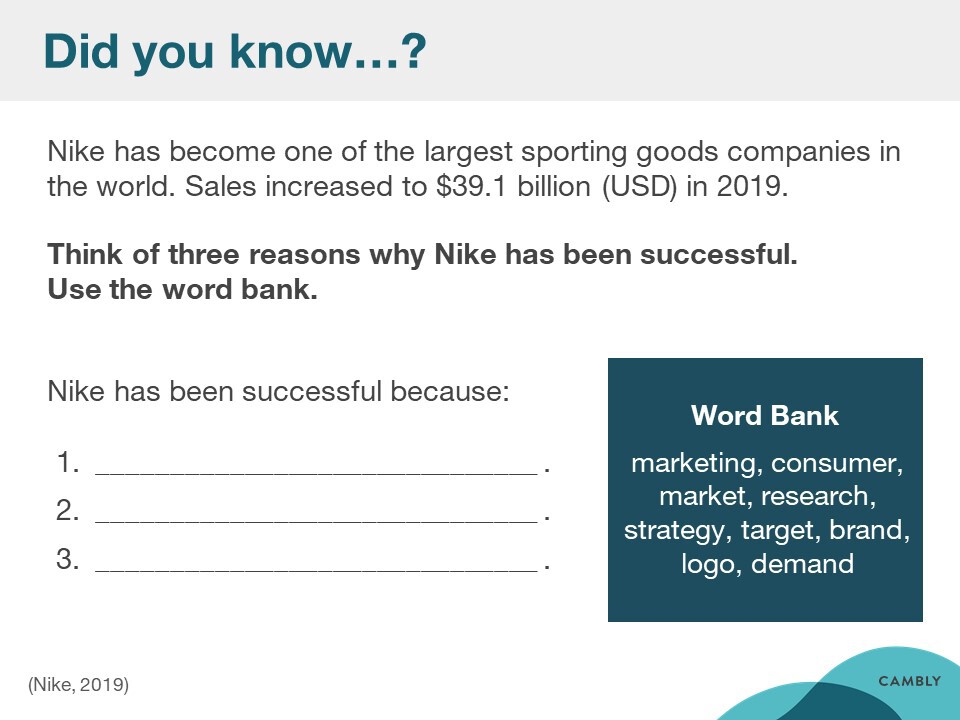 Did you know…?
Nike has become one of the largest sporting goods companies in
the world. Sales increased to $39.1 billion (USD) in 2019.
Think of three reasons why Nike has been successful.
Use the word bank.
Nike has been successful because:
1. ______________________________ .
2. ______________________________ .
3. ______________________________ .
Word Bank
marketing, consumer,
market, research,
strategy, target, brand,
logo, demand
(Nike, 2019)
CAMBLY